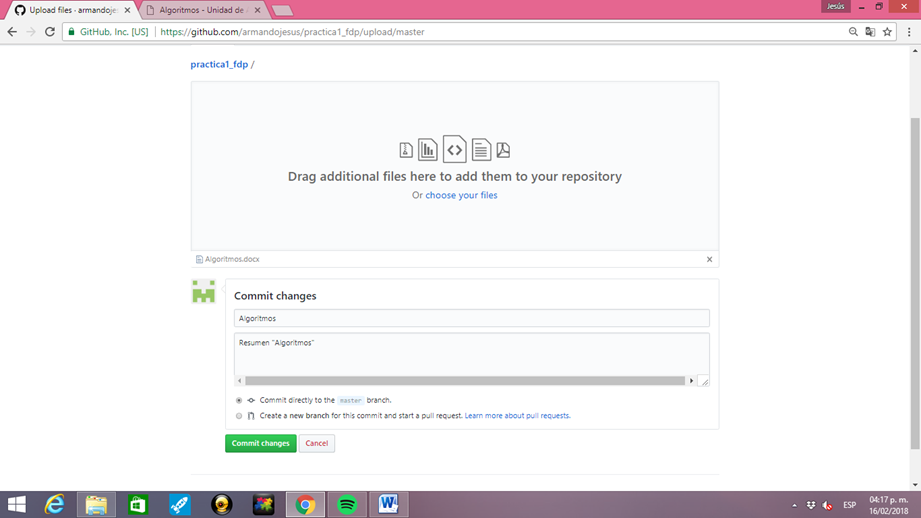 Upload files · armandoje
Algoritmos - Unidad de A
Jesús
GitHub, Inc. [US]
https://github.com/armandojesus/practica1_fdp/upload/master
practica1_fdp /
Drag additional files here to add them to your repository
Or choose your files
Algoritmos.docx
Commit changes
Algoritmos
Resumen "Algoritmos"
Commit directly to the master branch.
Create a new branch for this commit and start a pull request. Learn more about pull requests.
Commit changes
Cancel
ESP
04:17 p. m.
16/02/2018